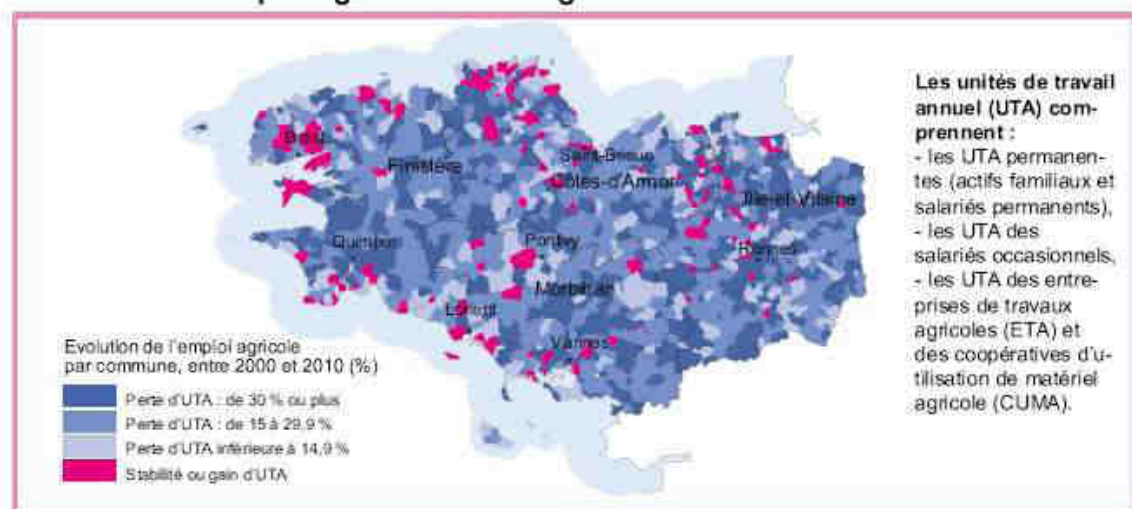 Les unités de travail
annuel (UTA) com-
prennent :
- les UTA permanen-
tes (actifs familiaux et
salariés permanents),
- les UTA des
salariés occasionnels,
- les UTA des entre-
prises de travaux
agricoles (ETA) et
des coopératives d'u-
tilisation de matériel
agricole (CUMA).
Brest
Finistère
Saint-Brieuc
Côtes-d'Armor
Ille-et-Vilaine
Quimper
Pontivy
Rennes
Morbihan
Lorient
Vannes
Evolution de l'emploi agricole
par commune, entre 2000 et 2010 (%)
Perte d'UTA : de 30 % ou plus
Perte d'UTA : de 15 à 29,9 %
Perte d'UTA inférieure à 14,9 %
Stabilité ou gain d'UTA